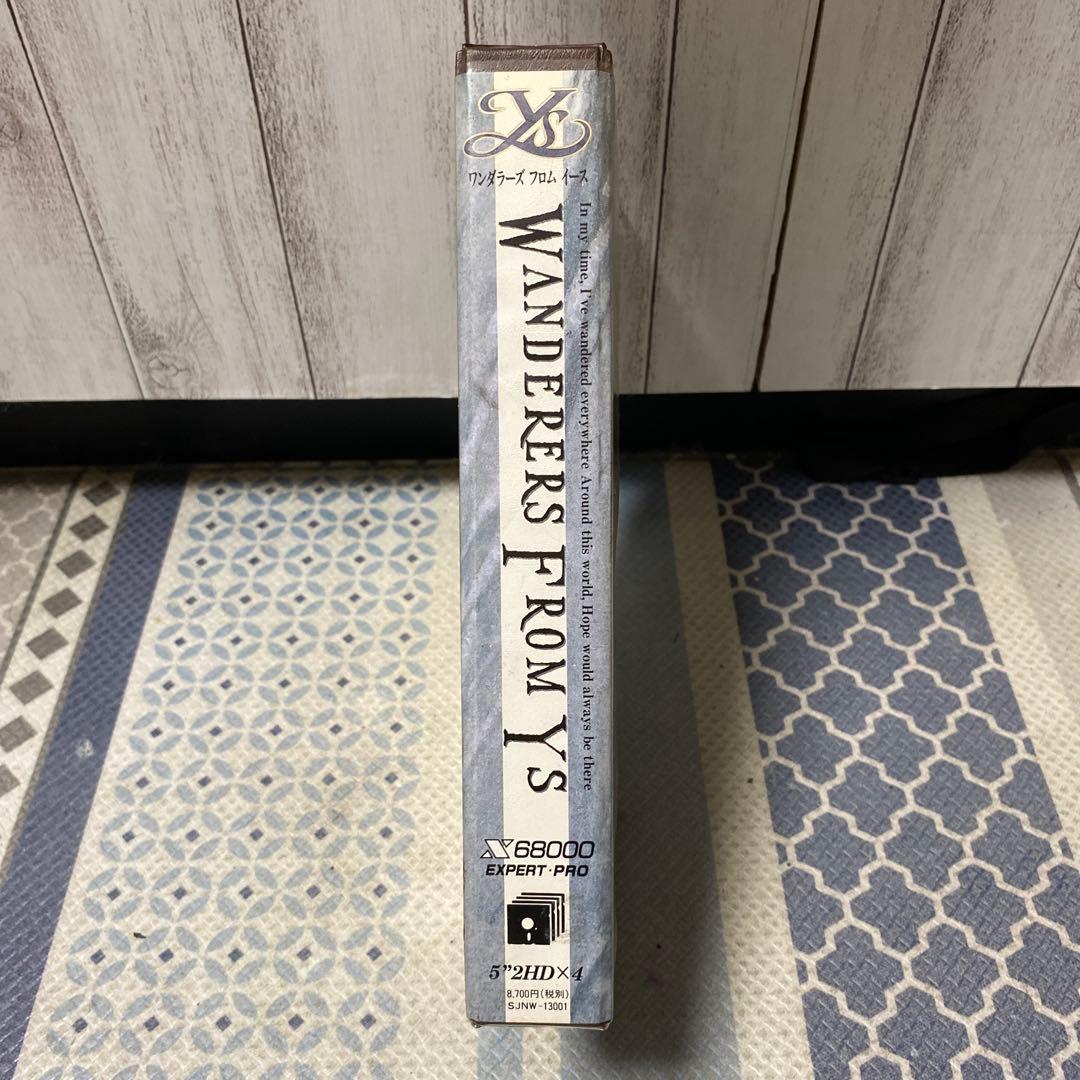 Ys
ワンダラーズ フロム イース
WANDERERS FROM YS
In my time, I've wandered everywhere Around this world, Hope would always be there
X68000
EXPERT・PRO
5”2HD×4
8,700円(税別)
SJNW-13001